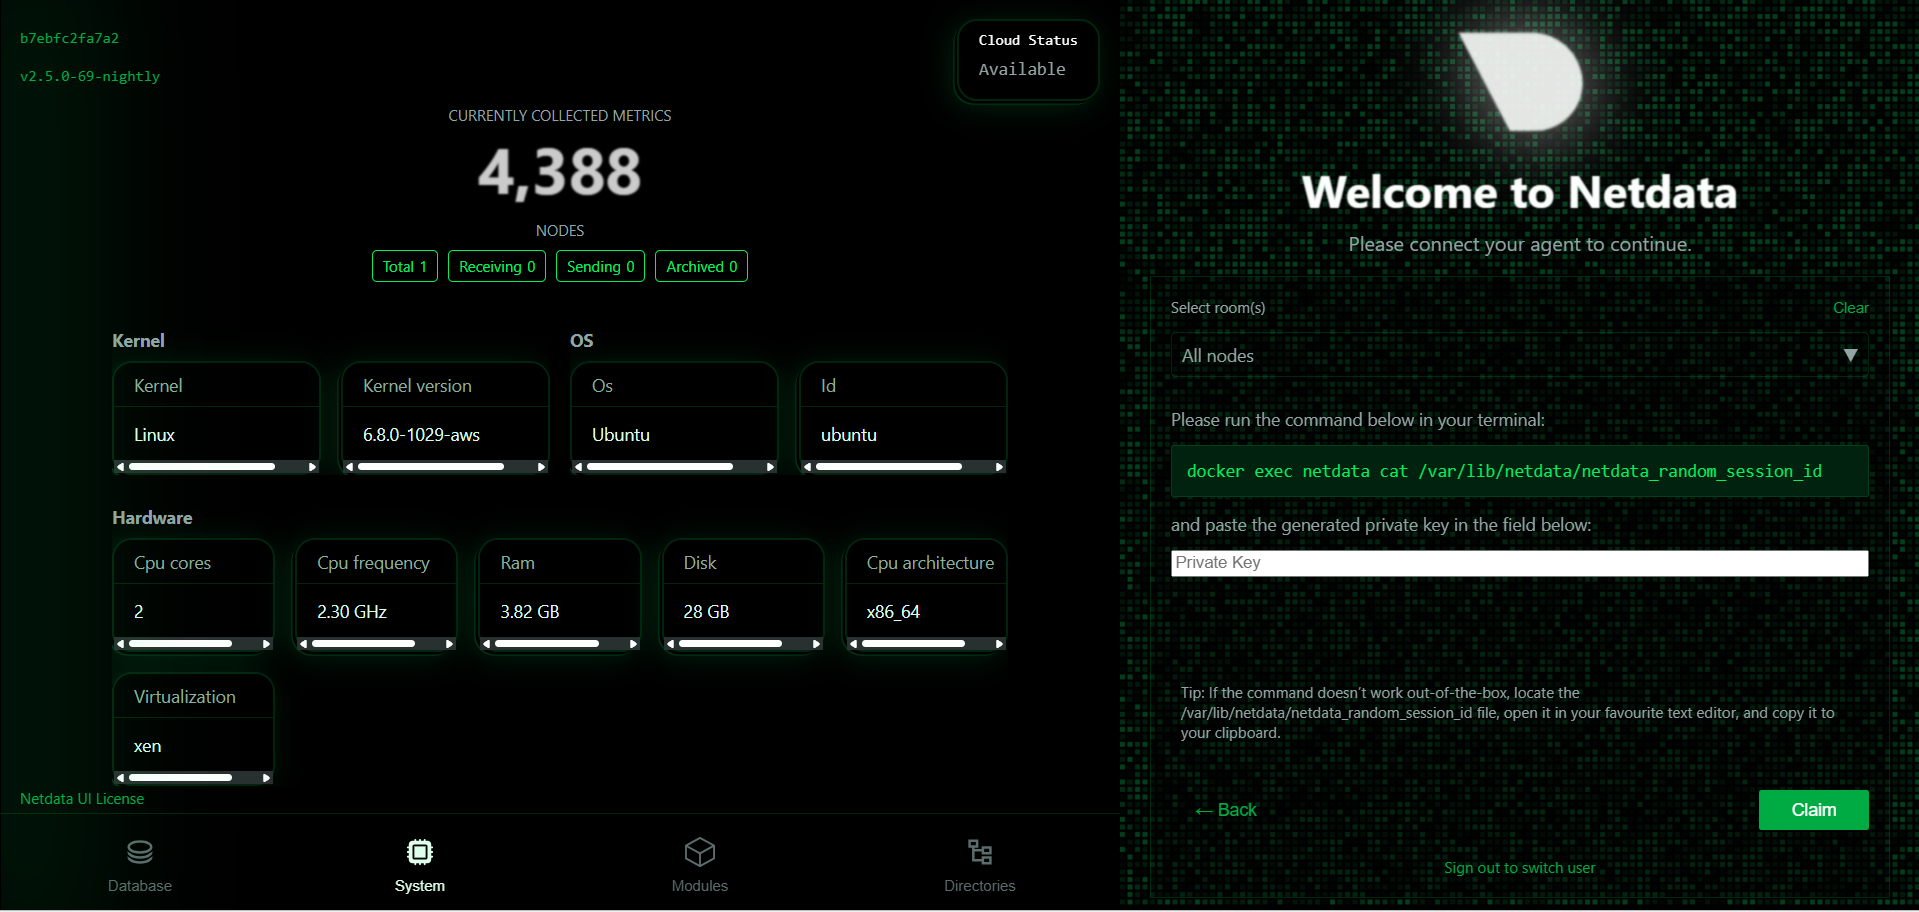 b7ebfc2fa7a2
v2.5.0-69-nightly
Cloud Status
Available
CURRENTLY COLLECTED METRICS
4,388
NODES
Total 1
Receiving 0
Sending 0
Archived 0
Kernel
OS
Kernel
Linux
Kernel version
6.8.0-1029-aws
Os
Ubuntu
Id
ubuntu
Hardware
Cpu cores
2
Cpu frequency
2.30 GHz
Ram
3.82 GB
Disk
28 GB
Cpu architecture
x86_64
Virtualization
xen
Netdata UI License
Database
System
Modules
Directories
Welcome to Netdata
Please connect your agent to continue.
Select room(s)
Clear
All nodes
Please run the command below in your terminal:
docker exec netdata cat /var/lib/netdata/netdata_random_session_id
and paste the generated private key in the field below:
Private Key
Tip: If the command doesn't work out-of-the-box, locate the
/var/lib/netdata/netdata_random_session_id file, open it in your favourite text editor, and copy it to
your clipboard.
← Back
Claim
Sign out to switch user